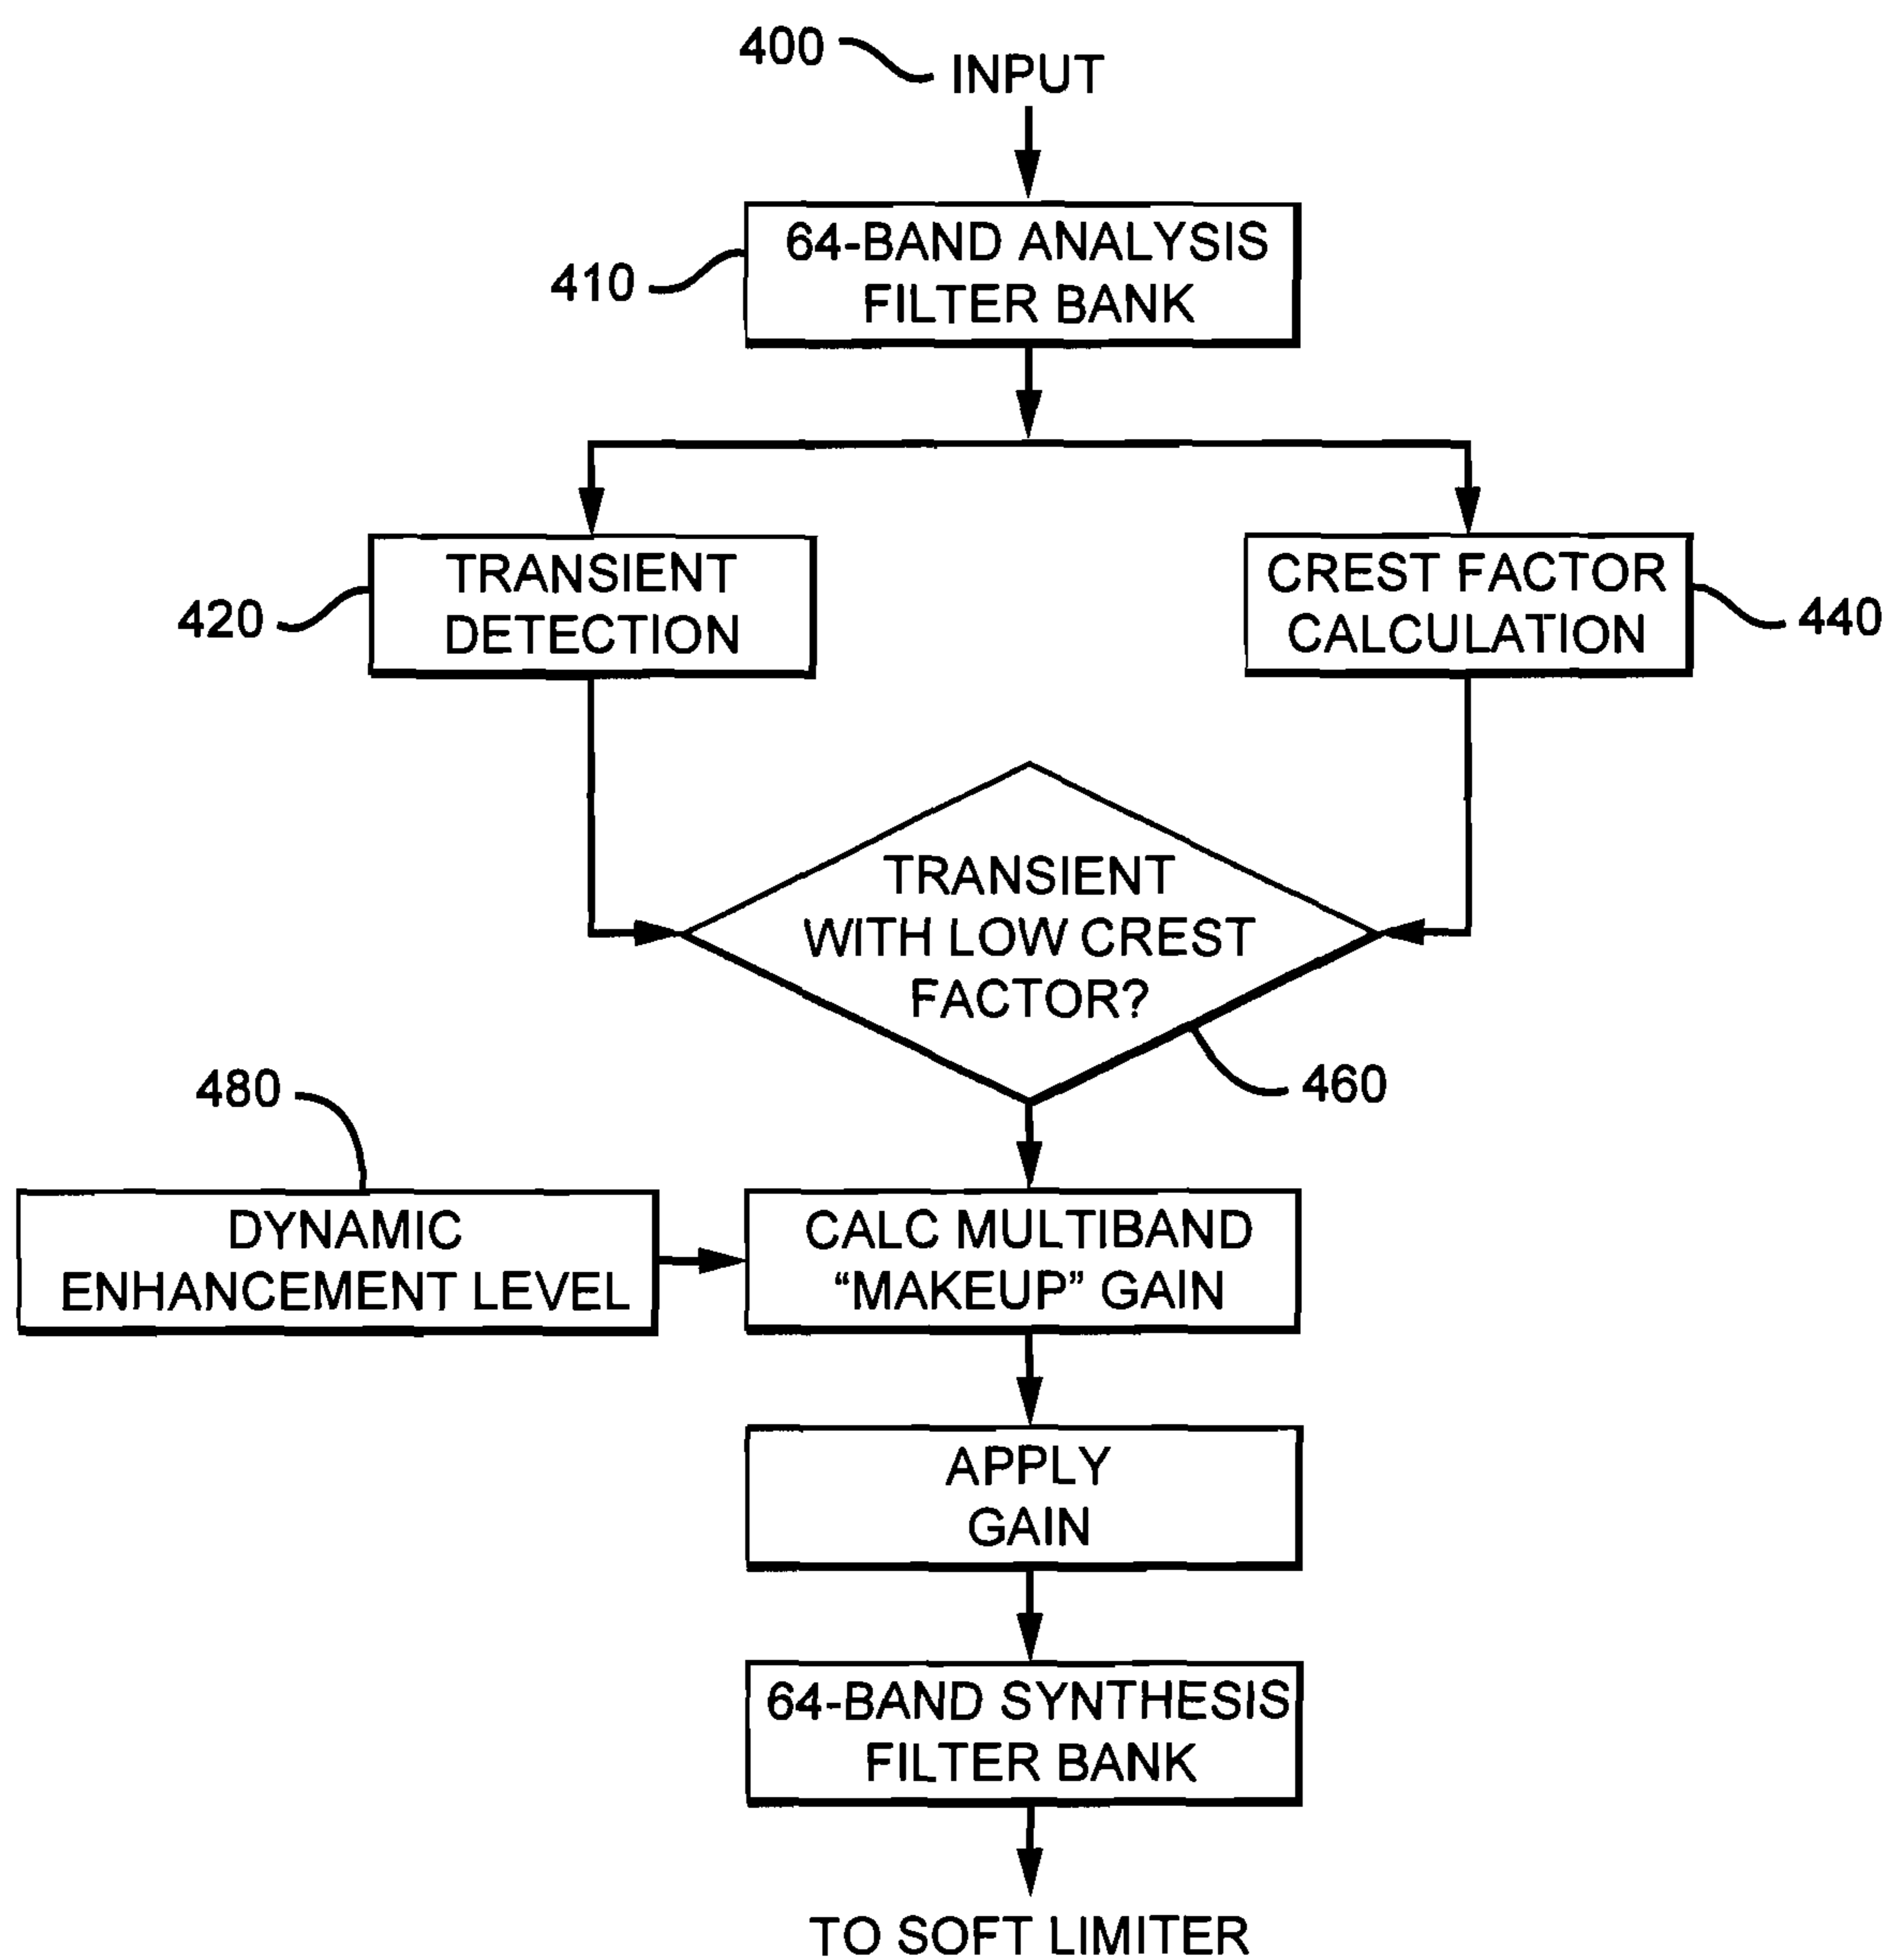 400
INPUT
410
64-BAND ANALYSIS
FILTER BANK
420
TRANSIENT
DETECTION
CREST FACTOR
CALCULATION
440
TRANSIENT
WITH LOW CREST
FACTOR?
460
480
DYNAMIC
ENHANCEMENT LEVEL
CALC MULTIBAND
“MAKEUP” GAIN
APPLY
GAIN
64-BAND SYNTHESIS
FILTER BANK
TO SOFT LIMITER